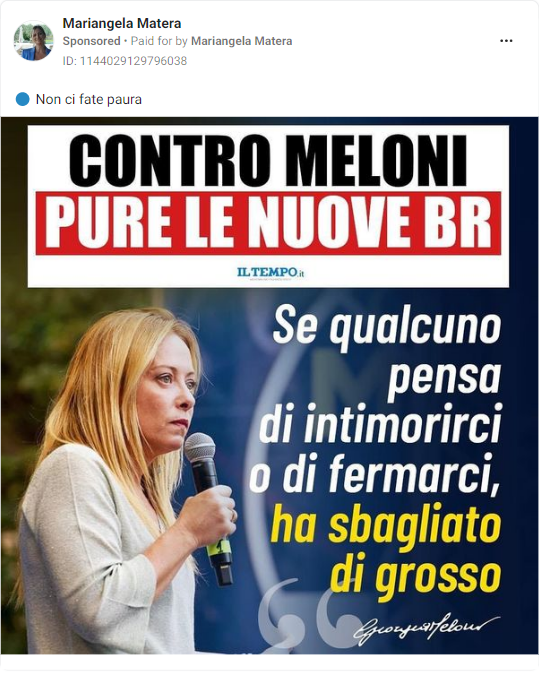 Mariangela Matera
Sponsored • Paid for by Mariangela Matera
ID: 1144029129796038
Non ci fate paura
CONTRO MELONI
PURE LE NUOVE BR
IL TEMPO.it
Se qualcuno
pensa
di intimorirci
o di fermarci,
ha sbagliato
di grosso
Giorgia Meloni